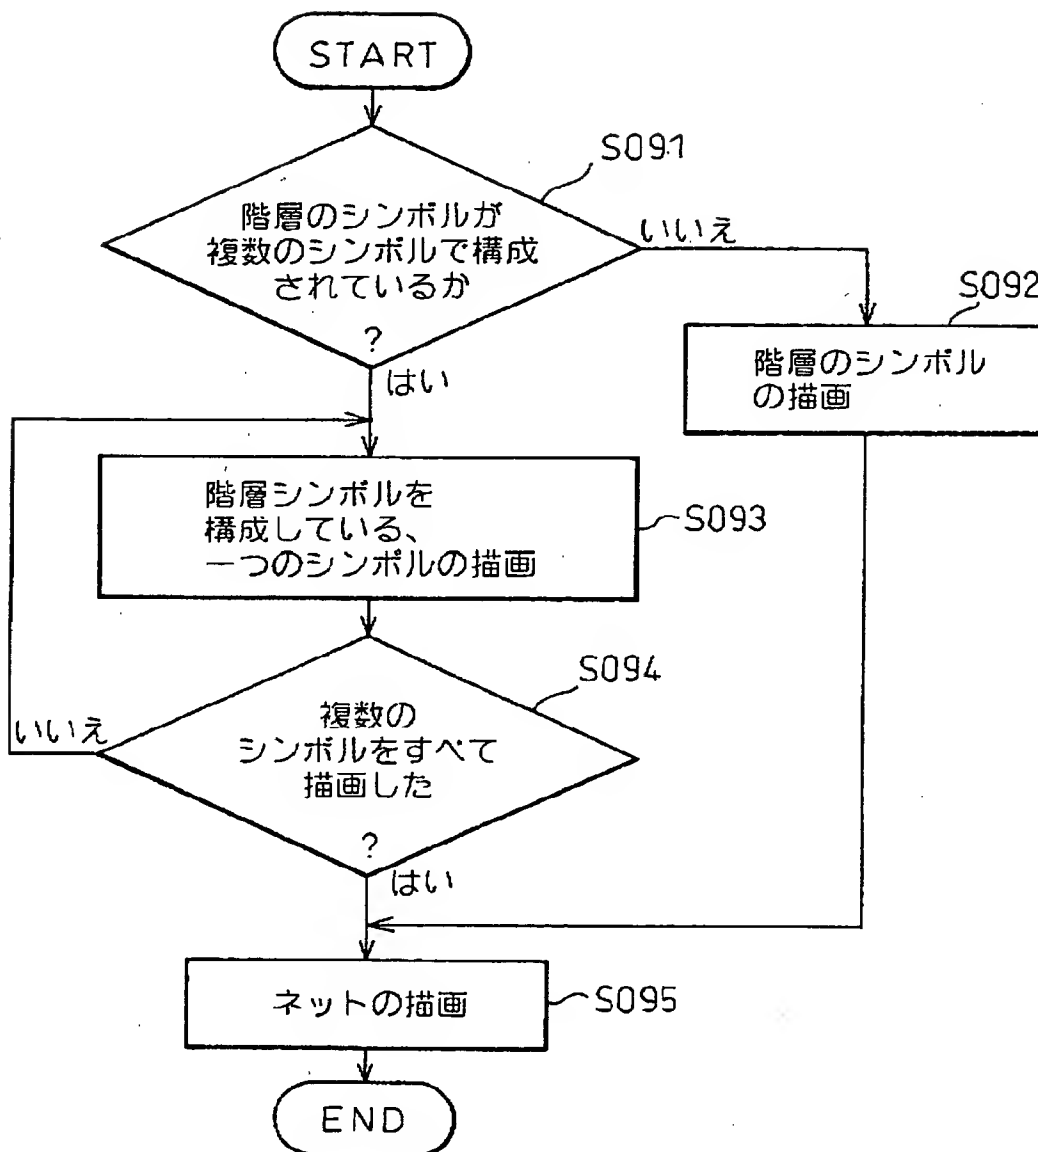 START
S091
階層のシンボルが
複数のシンボルで構成
されているか
?
いいえ
はい
S092
階層のシンボル
の描画
階層シンボルを
構成している、
一つのシンボルの描画
S093
S094
複数の
シンボルをすべて
描画した
?
いいえ
はい
ネットの描画
S095
END